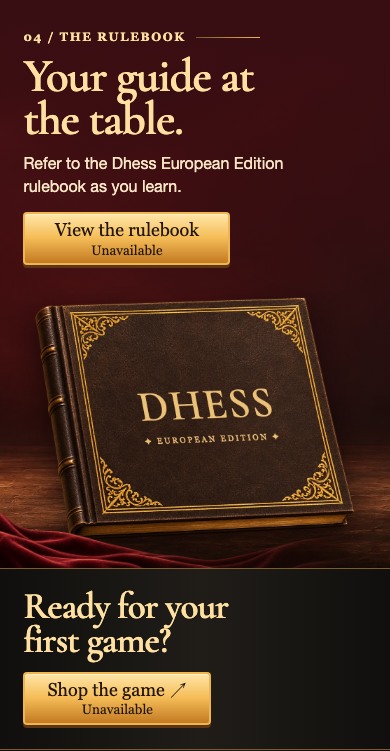 04 / THE RULEBOOK
Your guide at
the table.
Refer to the Dhess European Edition
rulebook as you learn.
View the rulebook
Unavailable
DHESS
✦ EUROPEAN EDITION ✦
Ready for your
first game?
Shop the game ↗
Unavailable